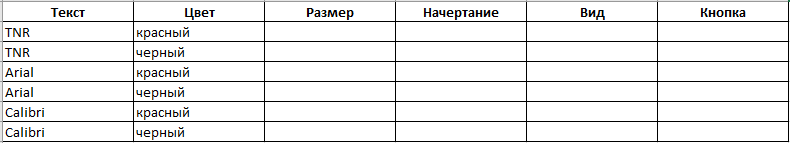 Текст Цвет Размер Начертание Вид Кнопка
TNR красный
TNR черный
Arial красный
Arial черный
Calibri красный
Calibri черный